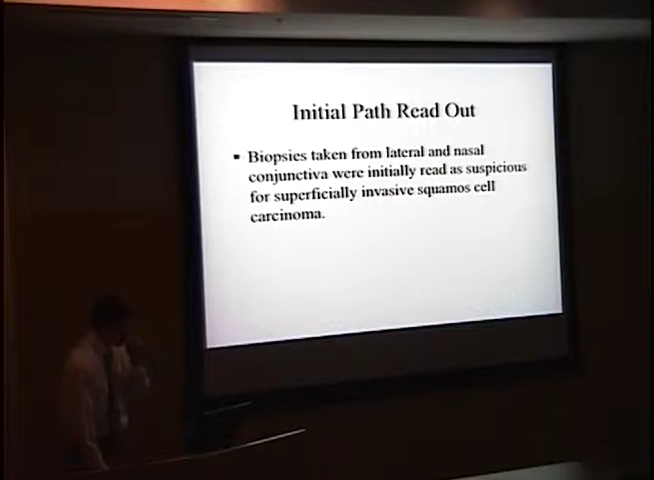 Initial Path Read Out
▪ Biopsies taken from lateral and nasal
conjunctiva were initially read as suspicious
for superficially invasive squamos cell
carcinoma.